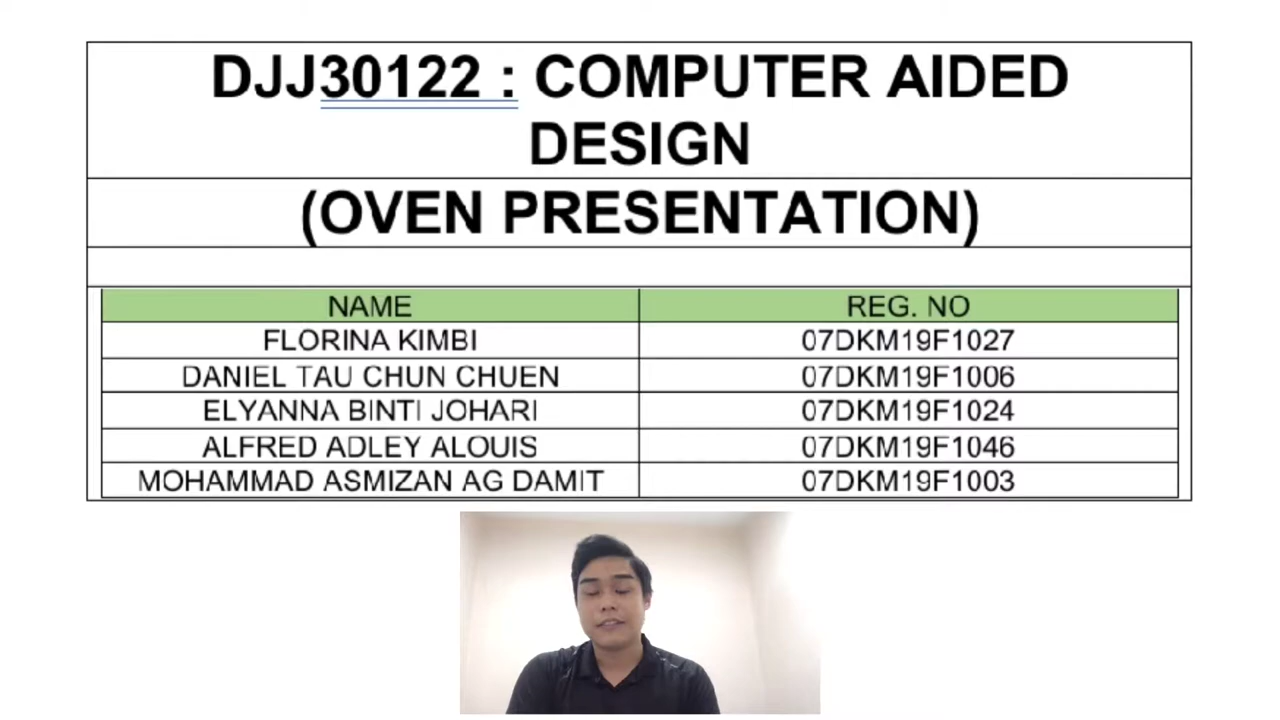 DJJ30122 : COMPUTER AIDED
DESIGN
(OVEN PRESENTATION)
NAME REG. NO
FLORINA KIMBI 07DKM19F1027
DANIEL TAU CHUN CHUEN 07DKM19F1006
ELYANNA BINTI JOHARI 07DKM19F1024
ALFRED ADLEY ALOUIS 07DKM19F1046
MOHAMMAD ASMIZAN AG DAMIT 07DKM19F1003